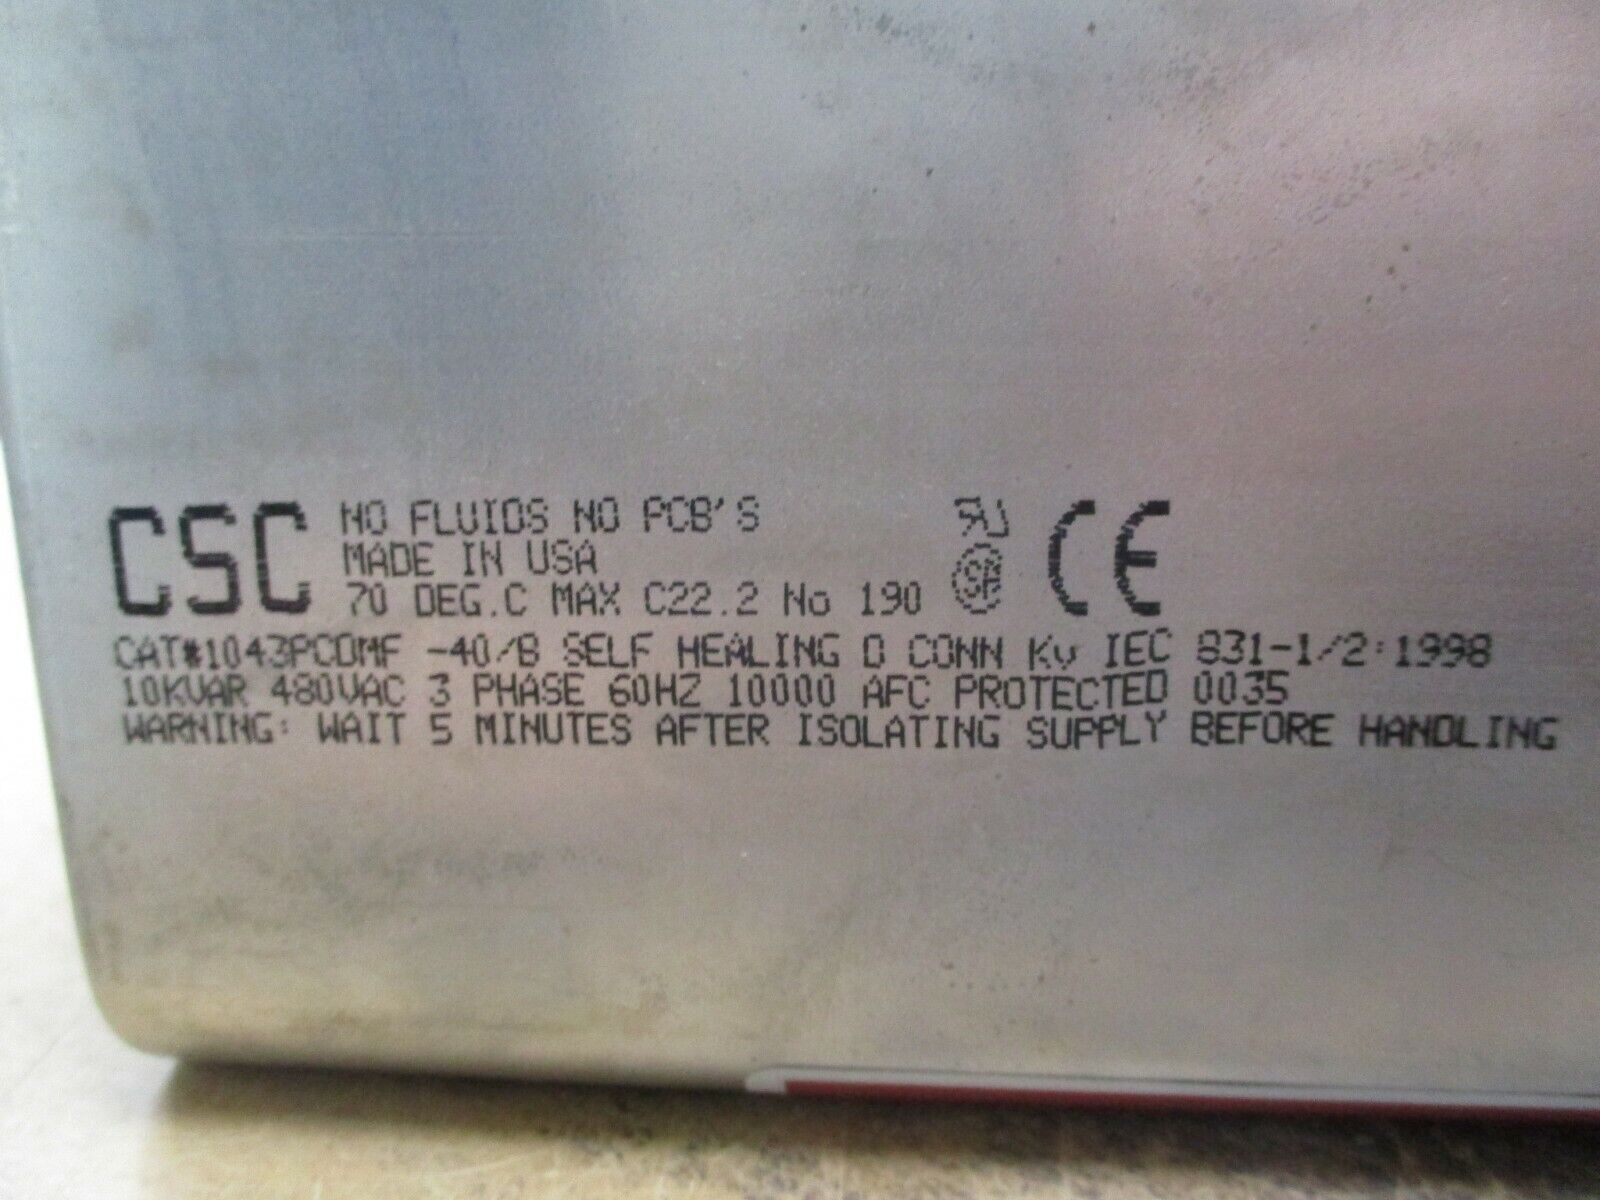 CSC
NO FLUIDS NO PCB'S
MADE IN USA
70 DEG.C MAX C22.2 No 190
CE
CAT#1043PCDMF -40/B SELF HEALING D CONN Kv IEC 831-1/2:1998
10KVAR 480VAC 3 PHASE 60HZ 10000 AFC PROTECTED 0035
WARNING: WAIT 5 MINUTES AFTER ISOLATING SUPPLY BEFORE HANDLING